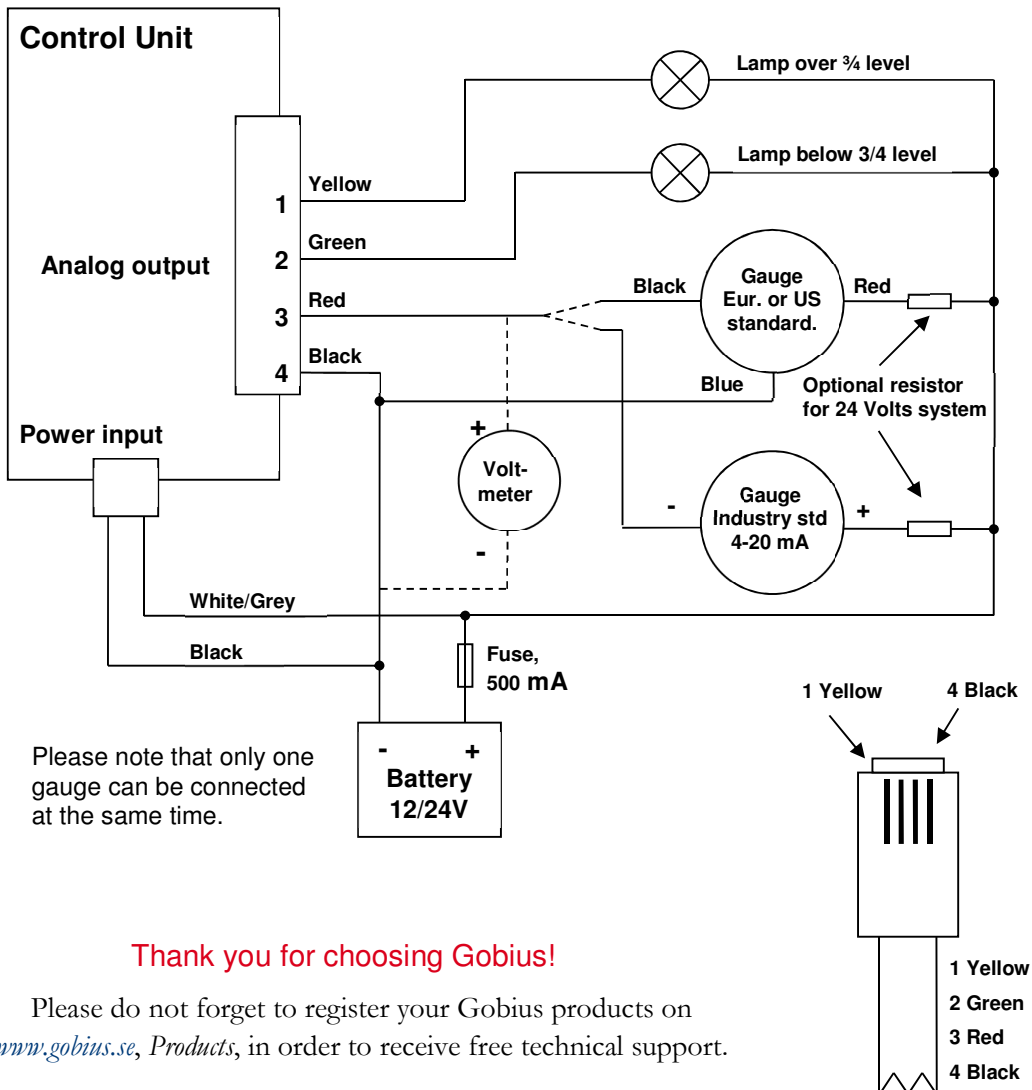 Control Unit
Lamp over ¾ level
Lamp below 3/4 level
Yellow
1
Green
2
Analog output
Red
3
Black
4
Power input
Black
Gauge
Eur. or US
standard.
Red
Blue
Optional resistor
for 24 Volts system
+
Volt-
meter
-
-
Gauge
Industry std
4-20 mA
+
White/Grey
Black
Fuse,
500 mA
- +
Battery
12/24V
Please note that only one
gauge can be connected
at the same time.
1 Yellow
4 Black
1 Yellow
2 Green
3 Red
4 Black
Thank you for choosing Gobius!
Please do not forget to register your Gobius products on
www.gobius.se, Products, in order to receive free technical support.